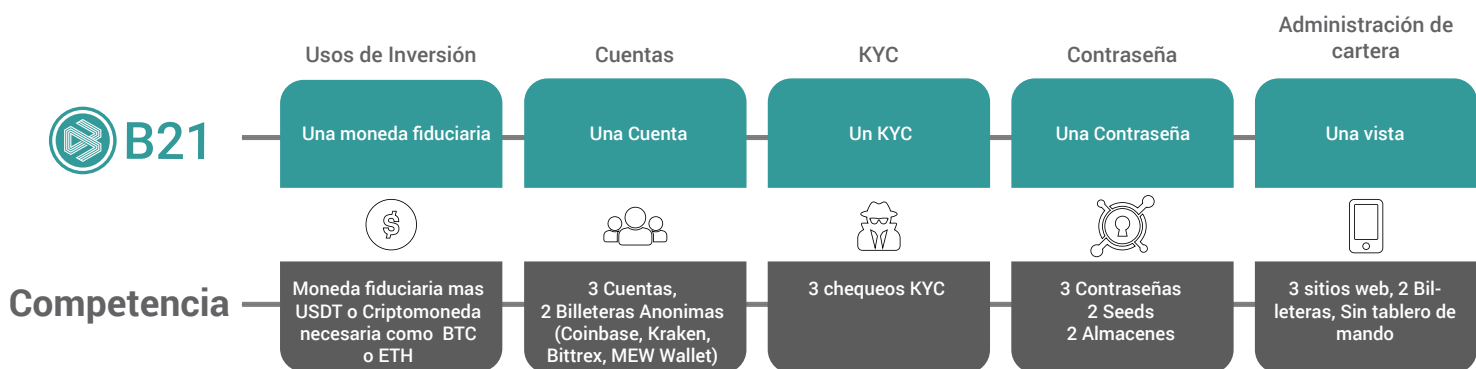 Usos de Inversión
Cuentas
KYC
Contraseña
Administración de
cartera
B21
Una moneda fiduciaria
Una Cuenta
Un KYC
Una Contraseña
Una vista
$
Competencia
Moneda fiduciaria mas
USDT o Criptomoneda
necesaria como BTC
o ETH
3 Cuentas,
2 Billeteras Anonimas
(Coinbase, Kraken,
Bittrex, MEW Wallet)
3 chequeos KYC
3 Contraseñas
2 Seeds
2 Almacenes
3 sitios web, 2 Bil-
leteras, Sin tablero de
mando